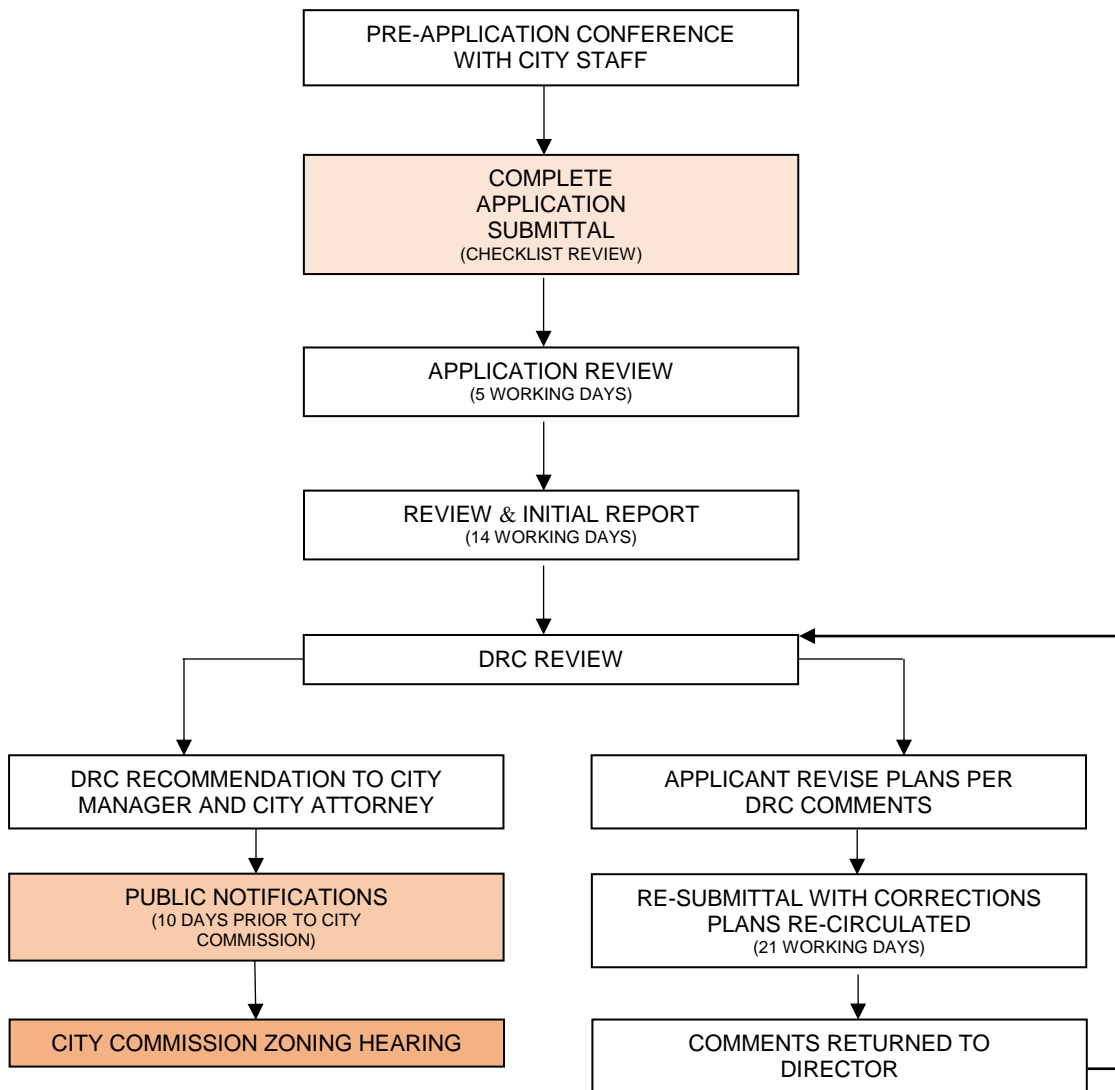 PRE-APPLICATION CONFERENCE
WITH CITY STAFF
COMPLETE
APPLICATION
SUBMITTAL
(CHECKLIST REVIEW)
APPLICATION REVIEW
(5 WORKING DAYS)
REVIEW & INITIAL REPORT
(14 WORKING DAYS)
DRC REVIEW
DRC RECOMMENDATION TO CITY
MANAGER AND CITY ATTORNEY
PUBLIC NOTIFICATIONS
(10 DAYS PRIOR TO CITY
COMMISSION)
CITY COMMISSION ZONING HEARING
APPLICANT REVISE PLANS PER
DRC COMMENTS
RE-SUBMITTAL WITH CORRECTIONS
PLANS RE-CIRCULATED
(21 WORKING DAYS)
COMMENTS RETURNED TO
DIRECTOR